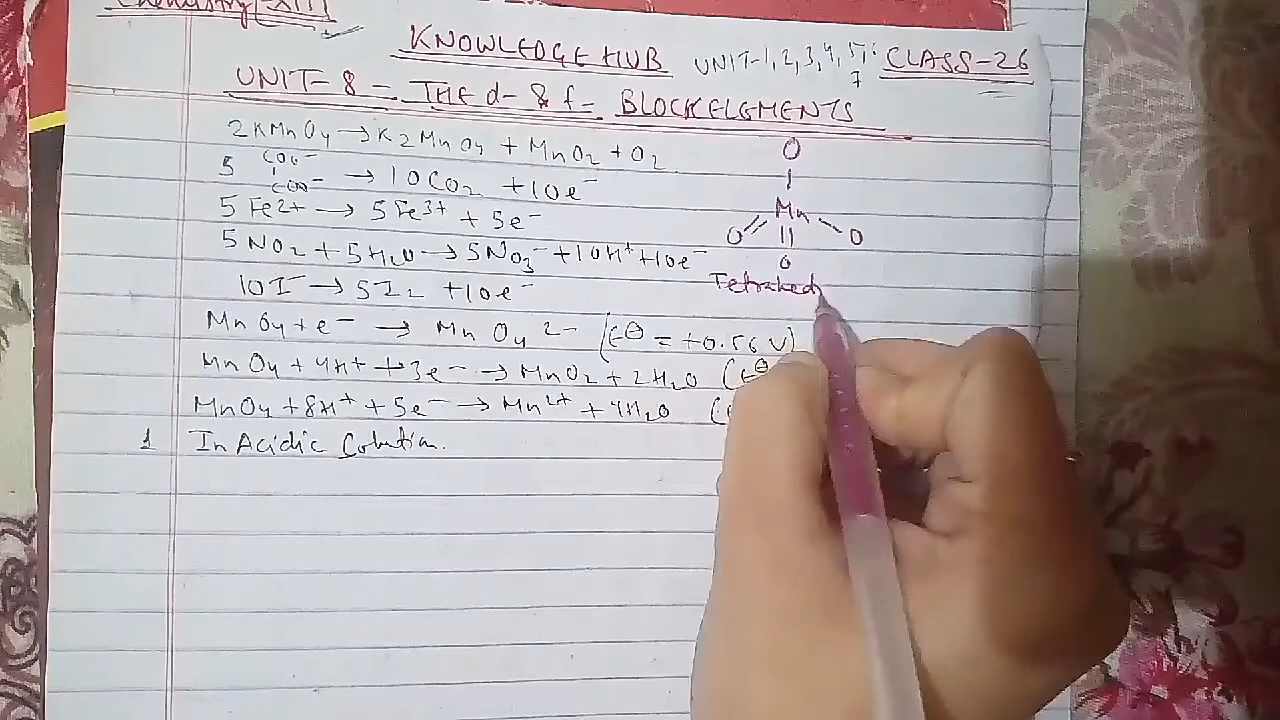 Chemistry (XII)
KNOWLEDGE HUB UNIT-1,2,3,4,5,6 7 CLASS-26
UNIT-8 - THE d- & f- BLOCK ELEMENTS
2KMnO4 → K2MnO4 + MnO2 + O2
5 COO- COO- → 10CO2 + 10e-
5Fe2+ → 5Fe3+ + 5e-
5NO2 + 5H2O → 5NO3- + 10H+ + 10e-
10I- → 5I2 + 10e-
MnO4 + e- → MnO4 2- (E⊖ = +0.56 V)
MnO4 + 4H+ + 3e- → MnO2 + 2H2O (E⊖
MnO4 + 8H+ + 5e- → Mn2+ + 4H2O (
1 In Acidic Solution.
O
Mn
O O
O
Tetrahed